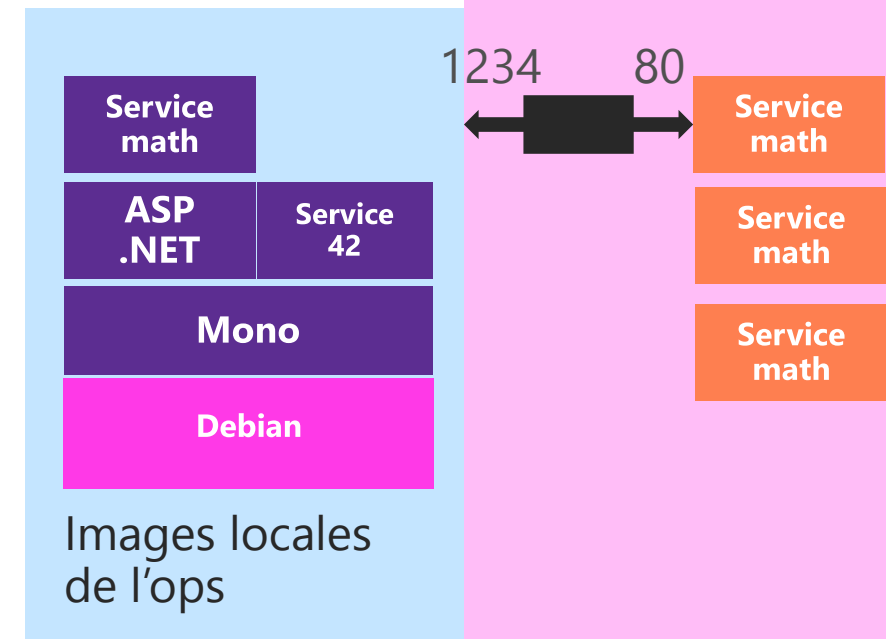 1234
80
Service
math
ASP
.NET
Service
42
Mono
Debian
Images locales
de l’ops
Service
math
Service
math
Service
math